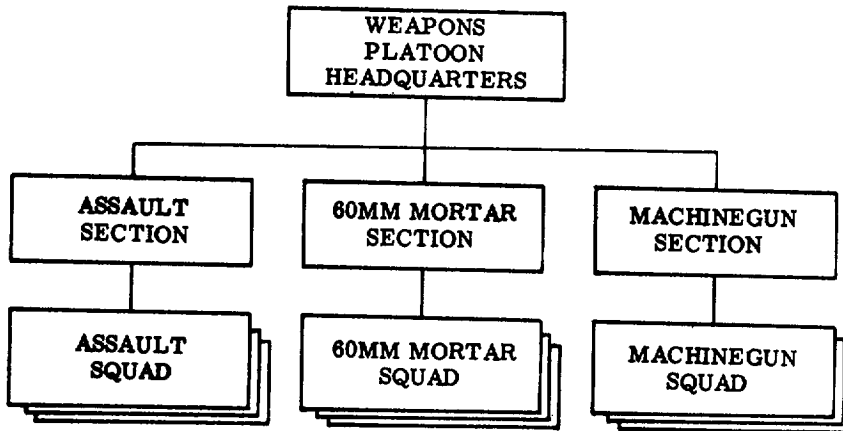 WEAPONS
PLATOON
HEADQUARTERS
ASSAULT
SECTION
60MM MORTAR
SECTION
MACHINEGUN
SECTION
ASSAULT
SQUAD
60MM MORTAR
SQUAD
MACHINEGUN
SQUAD